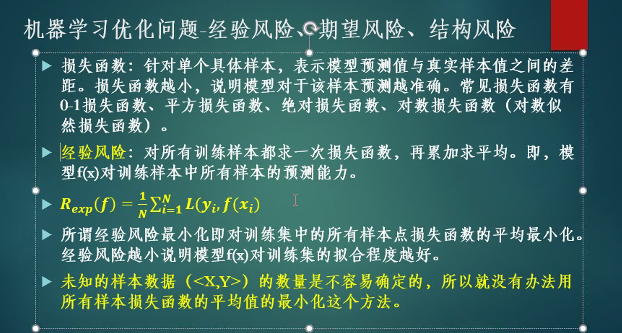 机器学习优化问题-经验风险、期望风险、结构风险
损失函数：针对单个具体样本，表示模型预测值与真实样本值之间的差
距。损失函数越小，说明模型对于该样本预测越准确。常见损失函数有
0-1损失函数、平方损失函数、绝对损失函数、对数损失函数（对数似
然损失函数）。
经验风险：对所有训练样本都求一次损失函数，再累加求平均。即，模
型f(x)对训练样本中所有样本的预测能力。
R_{exp}(f) = \frac{1}{N}\sum_{i=1}^{N} L(y_i, f(x_i)
所谓经验风险最小化即对训练集中的所有样本点损失函数的平均最小化。
经验风险越小说明模型f(x)对训练集的拟合程度越好。
未知的样本数据（<X,Y>）的数量是不容易确定的，所以就没有办法用
所有样本损失函数的平均值的最小化这个方法。